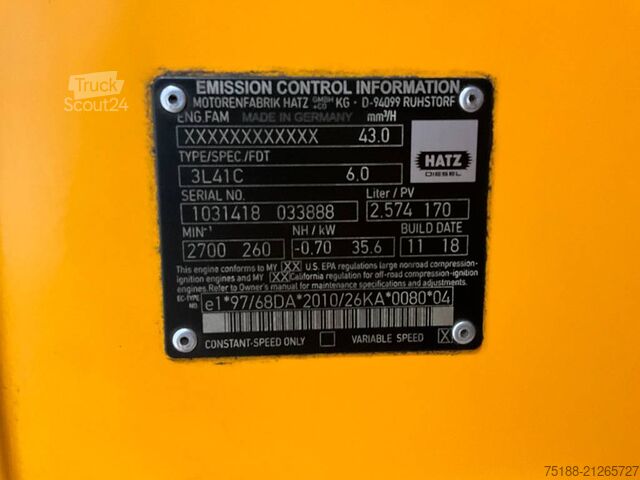 Truck
Scout24
EMISSION CONTROL INFORMATION
MOTORENFABRIK HATZ GMBH +CO KG · D-94099 RUHSTORF
ENG.FAM MADE IN GERMANY mm³/H
XXXXXXXXXXXX 43.0
TYPE/SPEC./FDT
3L41C 6.0
HATZ
DIESEL
SERIAL NO. Liter / PV
1031418 033888 2.574 170
MIN⁻¹ NH / kW BUILD DATE
2700 260 -0,70 35.6 11 18
This engine conforms to MY XX U.S. EPA regulations large nonroad compression-
ignition engines and MY XX California regulation for off-road compression-ignition
engines. Refer to Owner's manual for maintenance specifications and adjustments.
EC-TYPE NO. e1*97/68DA*2010/26KA*0080*04
CONSTANT-SPEED ONLY VARIABLE SPEED X
75188-21265727